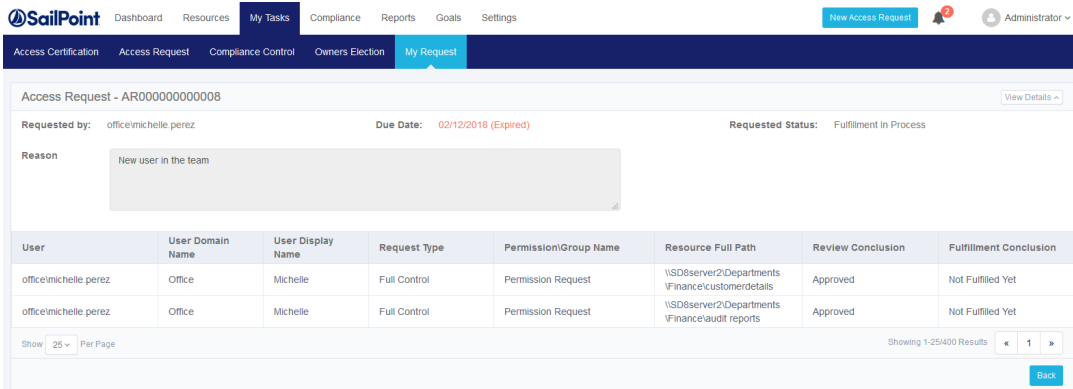 SailPoint Dashboard Resources My Tasks Compliance Reports Goals Settings New Access Request 2 Administrator
Access Certification Access Request Compliance Control Owners Election My Request
Access Request - AR000000000008 View Details
Requested by: office\michelle.perez Due Date: 02/12/2018 (Expired) Requested Status: Fulfillment In Process
Reason New user in the team
User User Domain Name User Display Name Request Type Permission\Group Name Resource Full Path Review Conclusion Fulfillment Conclusion
office\michelle.perez Office Michelle Full Control Permission Request \\SD8server2\Departments\Finance\customerdetails Approved Not Fulfilled Yet
office\michelle.perez Office Michelle Full Control Permission Request \\SD8server2\Departments\Finance\audit reports Approved Not Fulfilled Yet
Show 25 Per Page Showing 1-25/400 Results « 1 »
Back